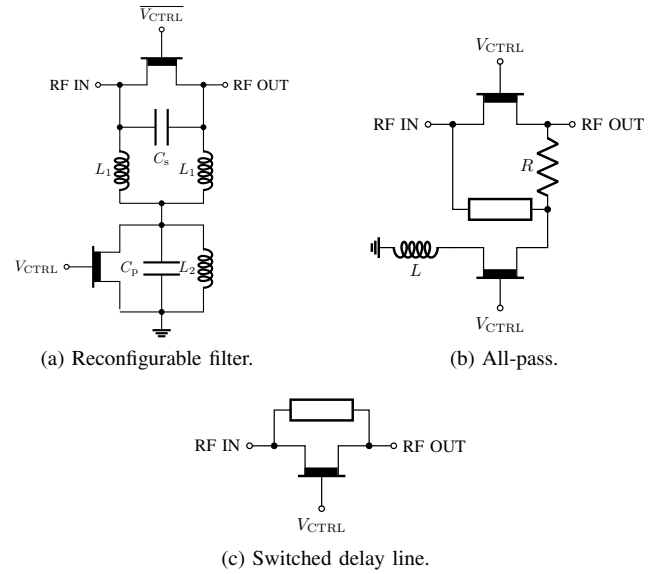 V̅C̅T̅R̅L̅
RF IN RF OUT
Cs
L1 L1
VCTRL Cp L2
(a) Reconfigurable filter.
VCTRL
RF IN RF OUT
R
L
VCTRL
(b) All-pass.
RF IN RF OUT
VCTRL
(c) Switched delay line.